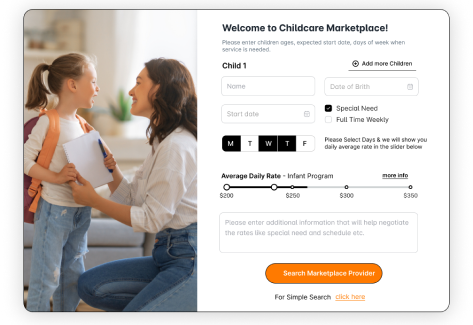 Welcome to Childcare Marketplace!
Please enter children ages, expected start date, days of week when
service is needed.
Child 1
Add more Children
Name
Date of Brith
Start date
Special Need
Full Time Weekly
M T W T F
Please Select Days & we will show you
daily average rate in the slider below
Average Daily Rate - Infant Program
more info
$200 $250 $300 $350
Please enter additional information that will help negotiate
the rates like special need and schedule etc.
Search Marketplace Provider
For Simple Search click here